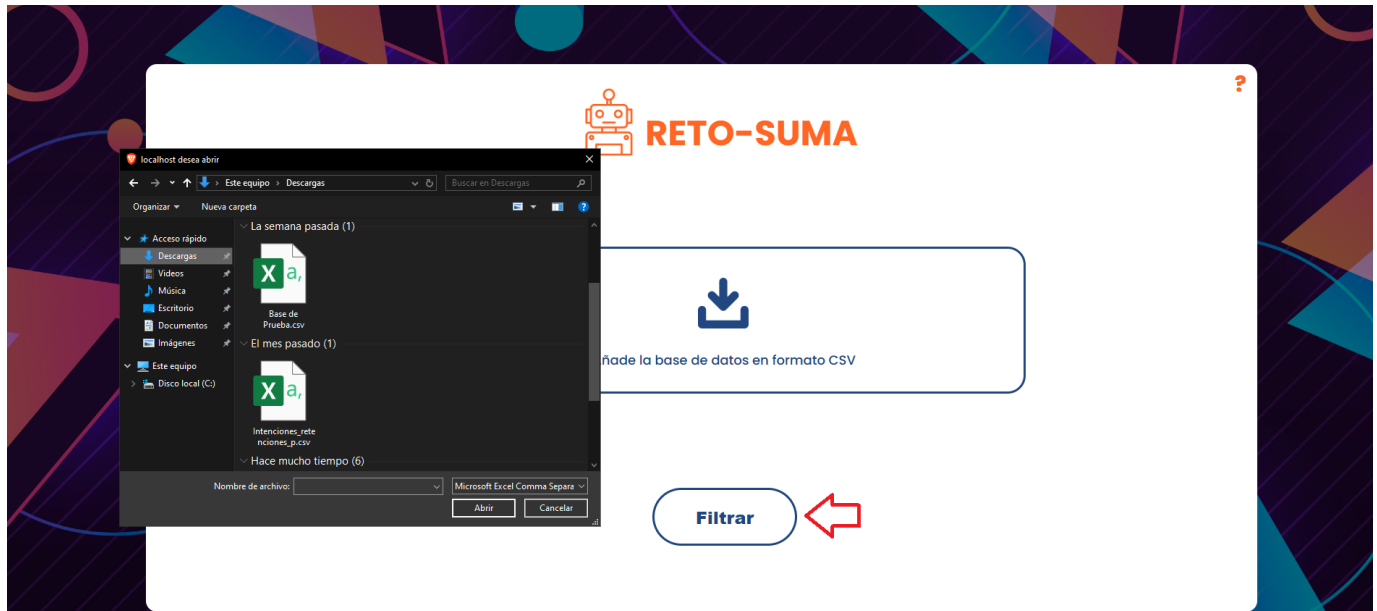 ?
RETO-SUMA
localhost desea abrir
Este equipo > Descargas
Buscar en Descargas
Organizar
Nueva carpeta
?
La semana pasada (1)
Acceso rápido
Descargas
Videos
Música
Escritorio
Documentos
Imágenes
Este equipo
Disco local (C:)
X a,
Base de
Prueba.csv
El mes pasado (1)
X a,
Intenciones_rete
nciones_p.csv
Hace mucho tiempo (6)
Nombre de archivo:
Microsoft Excel Comma Separa
Abrir
Cancelar
ñade la base de datos en formato CSV
Filtrar